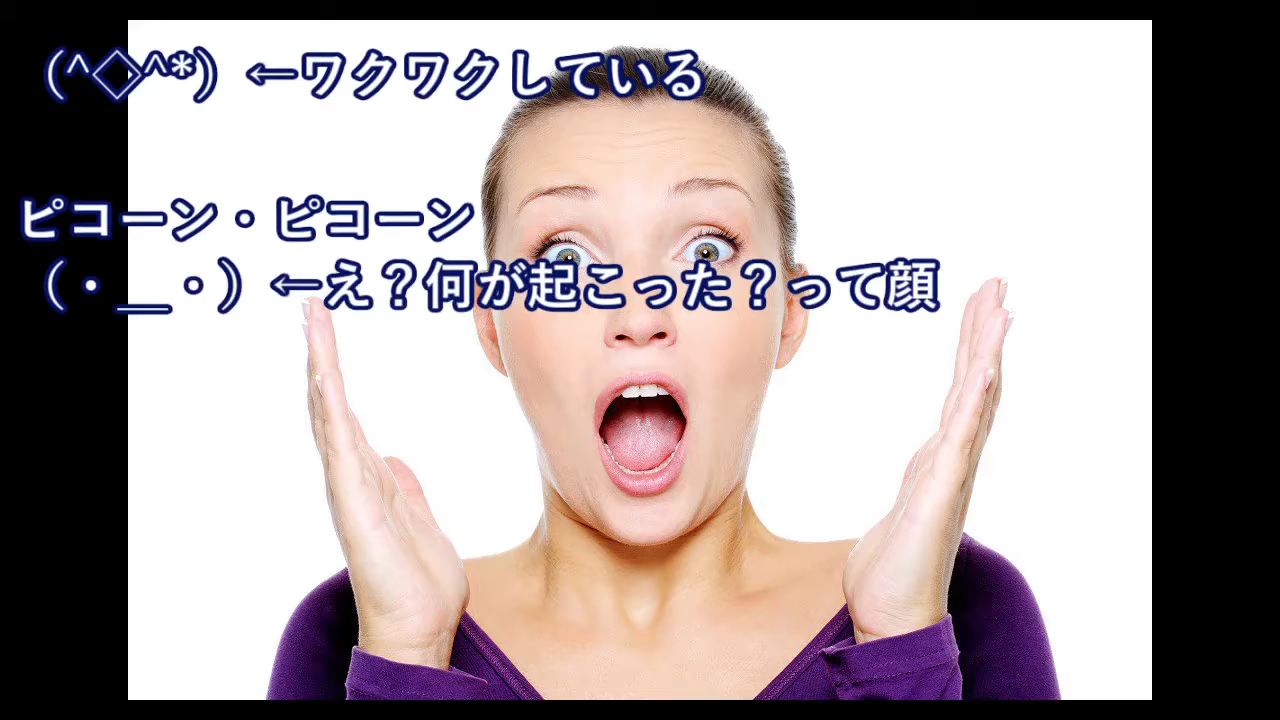 (^◇^*) ←ワクワクしている
ピコーン・ピコーン
(・__・) ←え?何が起こった?って顔